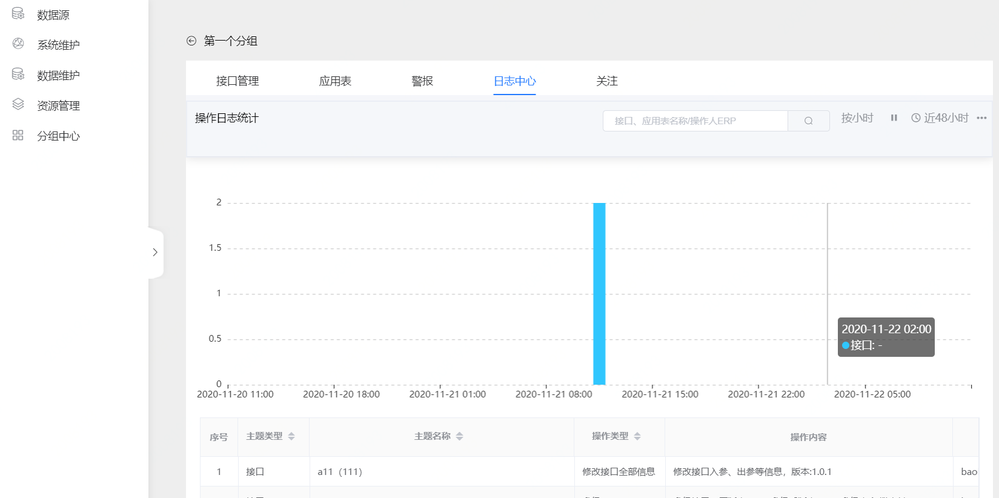 数据源
系统维护
数据维护
资源管理
分组中心
第一个分组
接口管理 应用表 警报 日志中心 关注
操作日志统计 接口、应用表名称/操作人ERP 按小时 近48小时
2
1.5
1
0.5
0
2020-11-22 02:00
接口: -
2020-11-20 11:00 2020-11-20 18:00 2020-11-21 01:00 2020-11-21 08:00 2020-11-21 15:00 2020-11-21 22:00 2020-11-22 05:00
序号 主题类型 主题名称 操作类型 操作内容
1 接口 a11（111） 修改接口全部信息 修改接口入参、出参等信息，版本:1.0.1 bao